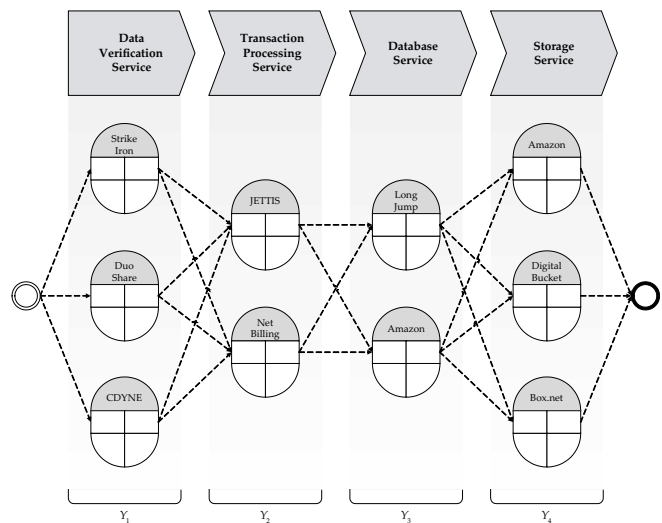 Data
Verification
Service
Transaction
Processing
Service
Database
Service
Storage
Service
Strike
Iron
Duo
Share
CDYNE
JETTIS
Net
Billing
Long
Jump
Amazon
Amazon
Digital
Bucket
Box.net
Y1
Y2
Y3
Y4